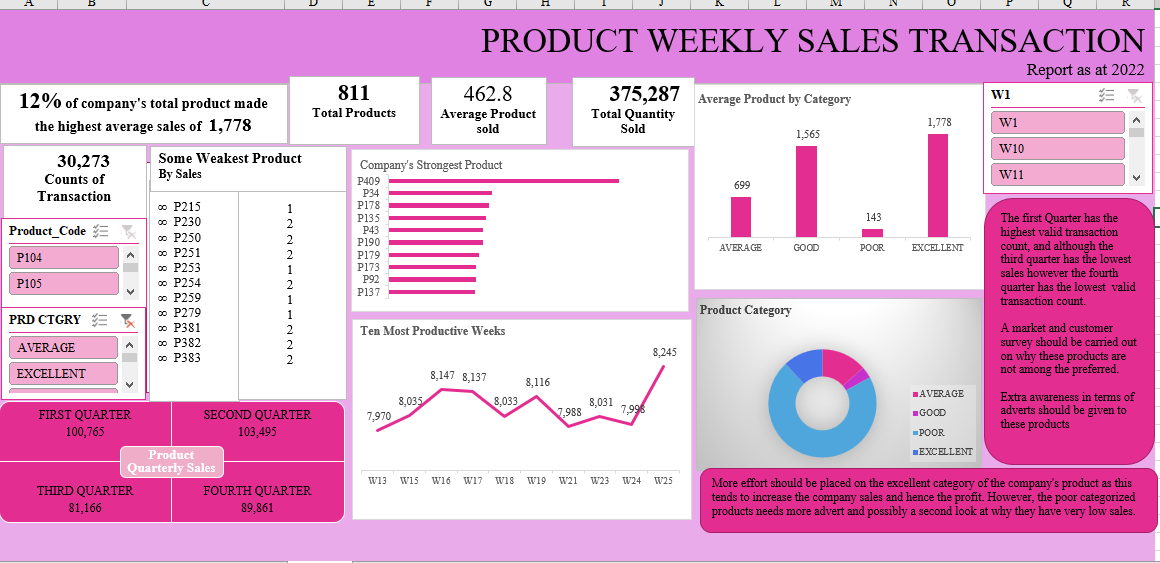 A B C D E F G H I J K L M N O P Q R
PRODUCT WEEKLY SALES TRANSACTION
Report as at 2022
12% of company's total product made
the highest average sales of 1,778
811
Total Products
462.8
Average Product
sold
375,287
Total Quantity
Sold
30,273
Counts of
Transaction
Some Weakest Product
By Sales
∞ P215 1
∞ P230 2
∞ P250 2
∞ P251 2
∞ P253 1
∞ P254 2
∞ P259 1
∞ P279 1
∞ P381 2
∞ P382 2
∞ P383 2
Product_Code
P104
P105
PRD CTGRY
AVERAGE
EXCELLENT
FIRST QUARTER
100,765
SECOND QUARTER
103,495
Product
Quarterly Sales
THIRD QUARTER
81,166
FOURTH QUARTER
89,861
Company's Strongest Product
P409
P34
P178
P135
P43
P190
P179
P173
P92
P137
Ten Most Productive Weeks
7,970 8,035 8,147 8,137 8,033 8,116 7,988 8,031 7,998 8,245
W13 W15 W16 W17 W18 W19 W21 W23 W24 W25
Average Product by Category
699 1,565 143 1,778
AVERAGE GOOD POOR EXCELLENT
Product Category
AVERAGE
GOOD
POOR
EXCELLENT
W1
W1
W10
W11
The first Quarter has the
highest valid transaction
count, and although the
third quarter has the lowest
sales however the fourth
quarter has the lowest valid
transaction count.
A market and customer
survey should be carried out
on why these products are
not among the preferred.
Extra awareness in terms of
adverts should be given to
these products
More effort should be placed on the excellent category of the company's product as this
tends to increase the company sales and hence the profit. However, the poor categorized
products needs more advert and possibly a second look at why they have very low sales.